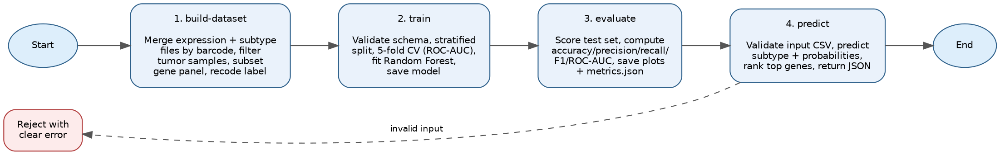 Start
1. build-dataset
Merge expression + subtype
files by barcode, filter
tumor samples, subset
gene panel, recode label
2. train
Validate schema, stratified
split, 5-fold CV (ROC-AUC),
fit Random Forest,
save model
3. evaluate
Score test set, compute
accuracy/precision/recall/
F1/ROC-AUC, save plots
+ metrics.json
4. predict
Validate input CSV, predict
subtype + probabilities,
rank top genes, return JSON
End
Reject with
clear error
invalid input